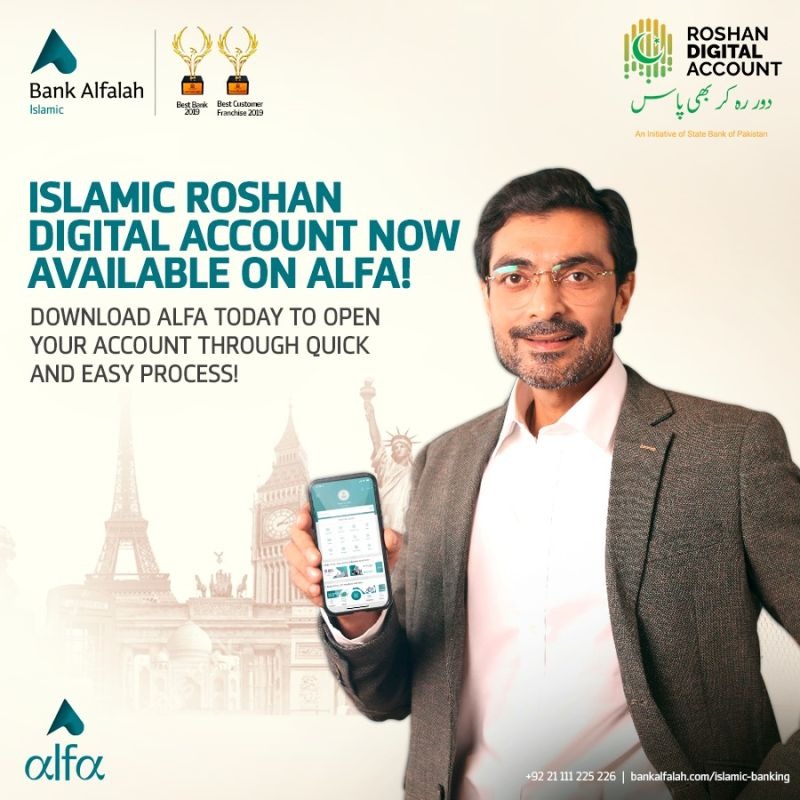 Bank Alfalah
Islamic
Best Bank
2019
Best Customer
Franchise 2019
ROSHAN
DIGITAL
ACCOUNT
دور رہ کر بھی پاس
An Initiative of State Bank of Pakistan
ISLAMIC ROSHAN
DIGITAL ACCOUNT NOW
AVAILABLE ON ALFA!
DOWNLOAD ALFA TODAY TO OPEN
YOUR ACCOUNT THROUGH QUICK
AND EASY PROCESS!
alfa
+92 21 111 225 226 | bankalfalah.com/islamic-banking